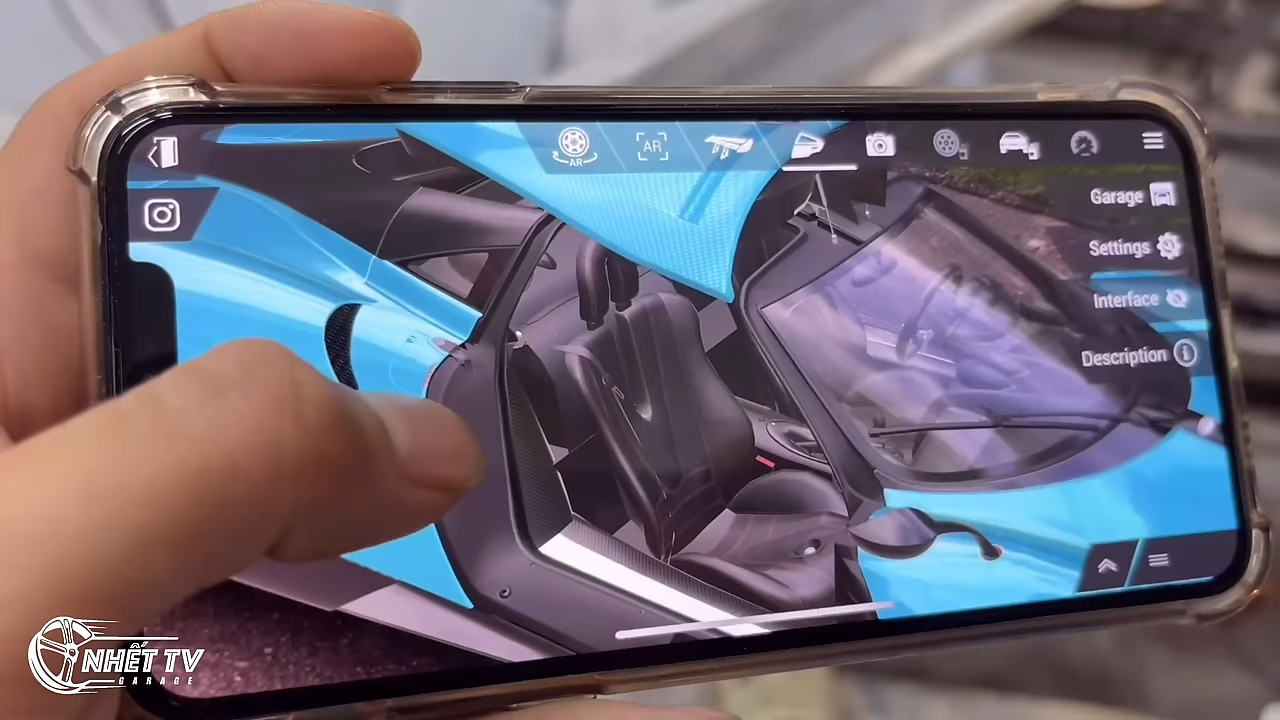 AR
AR
Garage
Settings
Interface
Description
NHẾT TV
GARAGE